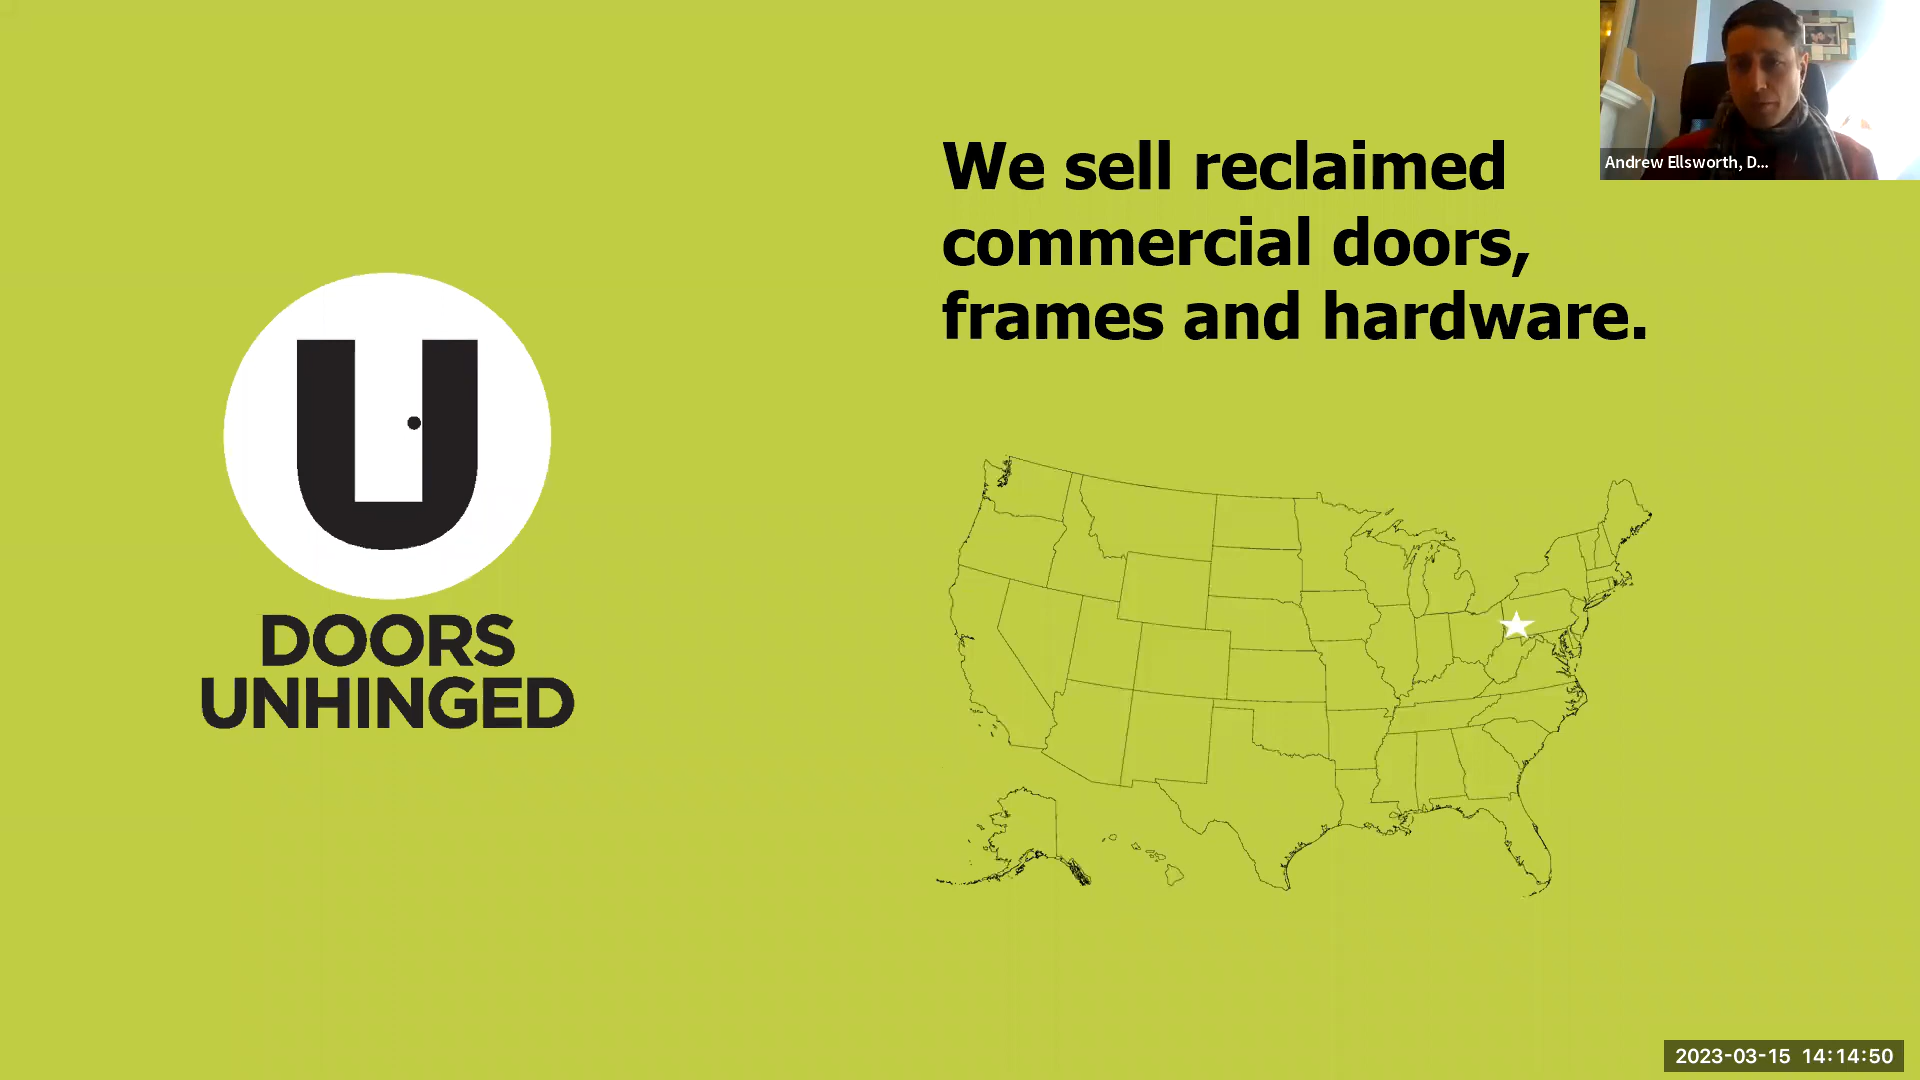 We sell reclaimed
commercial doors,
frames and hardware.
Andrew Ellsworth, D...
U
DOORS
UNHINGED
2023-03-15 14:14:50